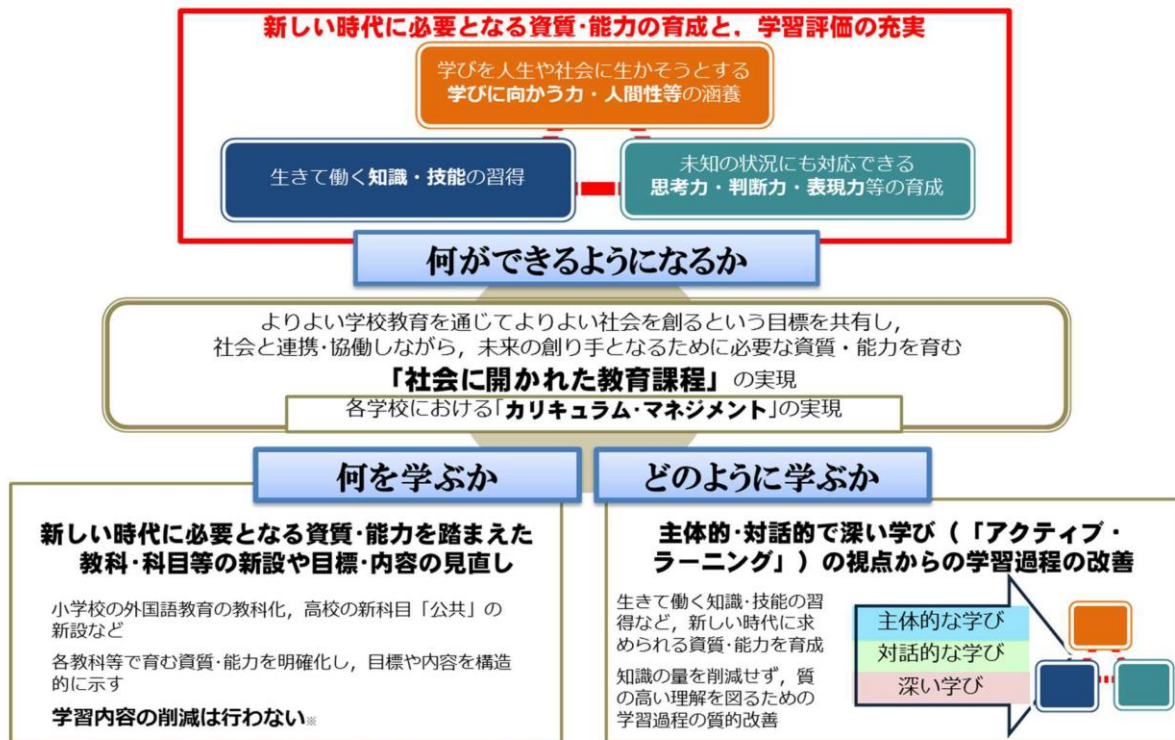 新しい時代に必要となる資質・能力の育成と，学習評価の充実
学びを人生や社会に生かそうとする
学びに向かう力・人間性等の涵養
生きて働く知識・技能の習得
未知の状況にも対応できる
思考力・判断力・表現力等の育成
何ができるようになるか
よりよい学校教育を通じてよりよい社会を創るという目標を共有し，
社会と連携・協働しながら，未来の創り手となるために必要な資質・能力を育む
「社会に開かれた教育課程」の実現
各学校における「カリキュラム・マネジメント」の実現
何を学ぶか
新しい時代に必要となる資質・能力を踏まえた
教科・科目等の新設や目標・内容の見直し
小学校の外国語教育の教科化，高校の新科目「公共」の
新設など
各教科等で育む資質・能力を明確化し，目標や内容を構造
的に示す
学習内容の削減は行わない※
どのように学ぶか
主体的・対話的で深い学び（「アクティブ・
ラーニング」）の視点からの学習過程の改善
生きて働く知識・技能の習
得など，新しい時代に求
められる資質・能力を育成
知識の量を削減せず，質
の高い理解を図るための
学習過程の質的改善
主体的な学び
対話的な学び
深い学び